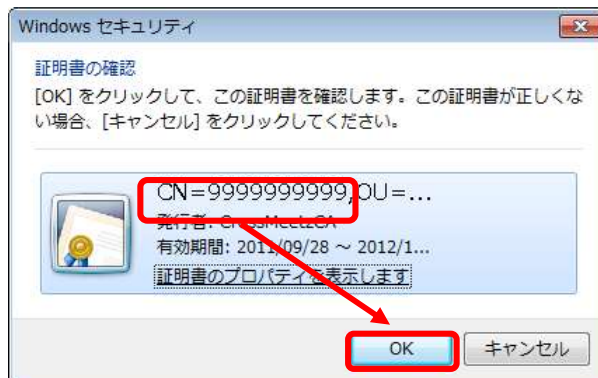 Windows セキュリティ
証明書の確認
[OK] をクリックして、この証明書を確認します。この証明書が正しくな
い場合、[キャンセル] をクリックしてください。
CN=9999999999,OU=...
発行者: CrossMeetzCA
有効期間: 2011/09/28 ～ 2012/1...
証明書のプロパティを表示します
OK
キャンセル